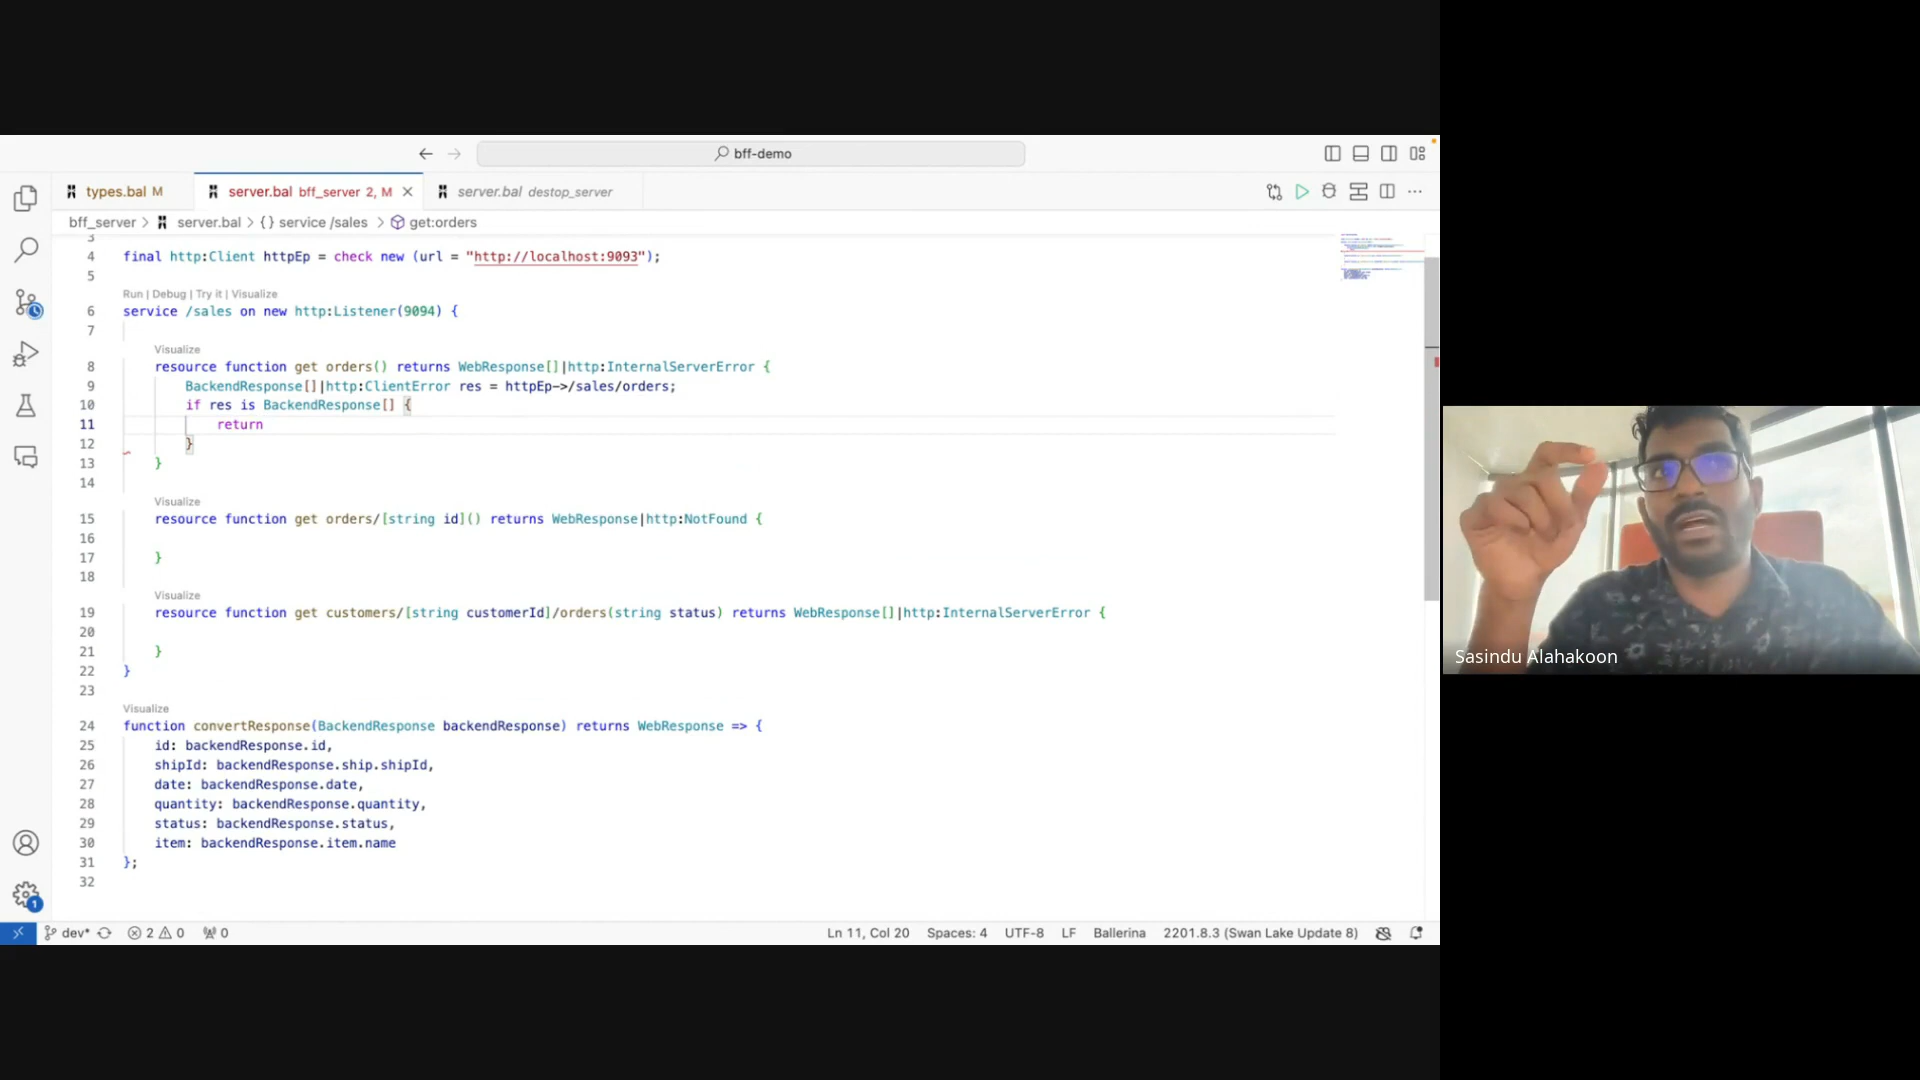 bff-demo
types.bal M
server.bal bff_server 2, M
server.bal destop_server
bff_server > server.bal > {} service /sales > get:orders
3
4 final http:Client httpEp = check new (url = "http://localhost:9093");
5
Run | Debug | Try it | Visualize
6 service /sales on new http:Listener(9094) {
7
Visualize
8 resource function get orders() returns WebResponse[]|http:InternalServerError {
9 BackendResponse[]|http:ClientError res = httpEp->/sales/orders;
10 if res is BackendResponse[] {
11 return
12 }
13 }
14
Visualize
15 resource function get orders/[string id]() returns WebResponse|http:NotFound {
16
17 }
18
Visualize
19 resource function get customers/[string customerId]/orders(string status) returns WebResponse[]|http:InternalServerError {
20
21 }
22 }
23
Visualize
24 function convertResponse(BackendResponse backendResponse) returns WebResponse => {
25 id: backendResponse.id,
26 shipId: backendResponse.ship.shipId,
27 date: backendResponse.date,
28 quantity: backendResponse.quantity,
29 status: backendResponse.status,
30 item: backendResponse.item.name
31 };
32
1
dev* 2 0 0
Ln 11, Col 20 Spaces: 4 UTF-8 LF Ballerina 2201.8.3 (Swan Lake Update 8)
Sasindu Alahakoon